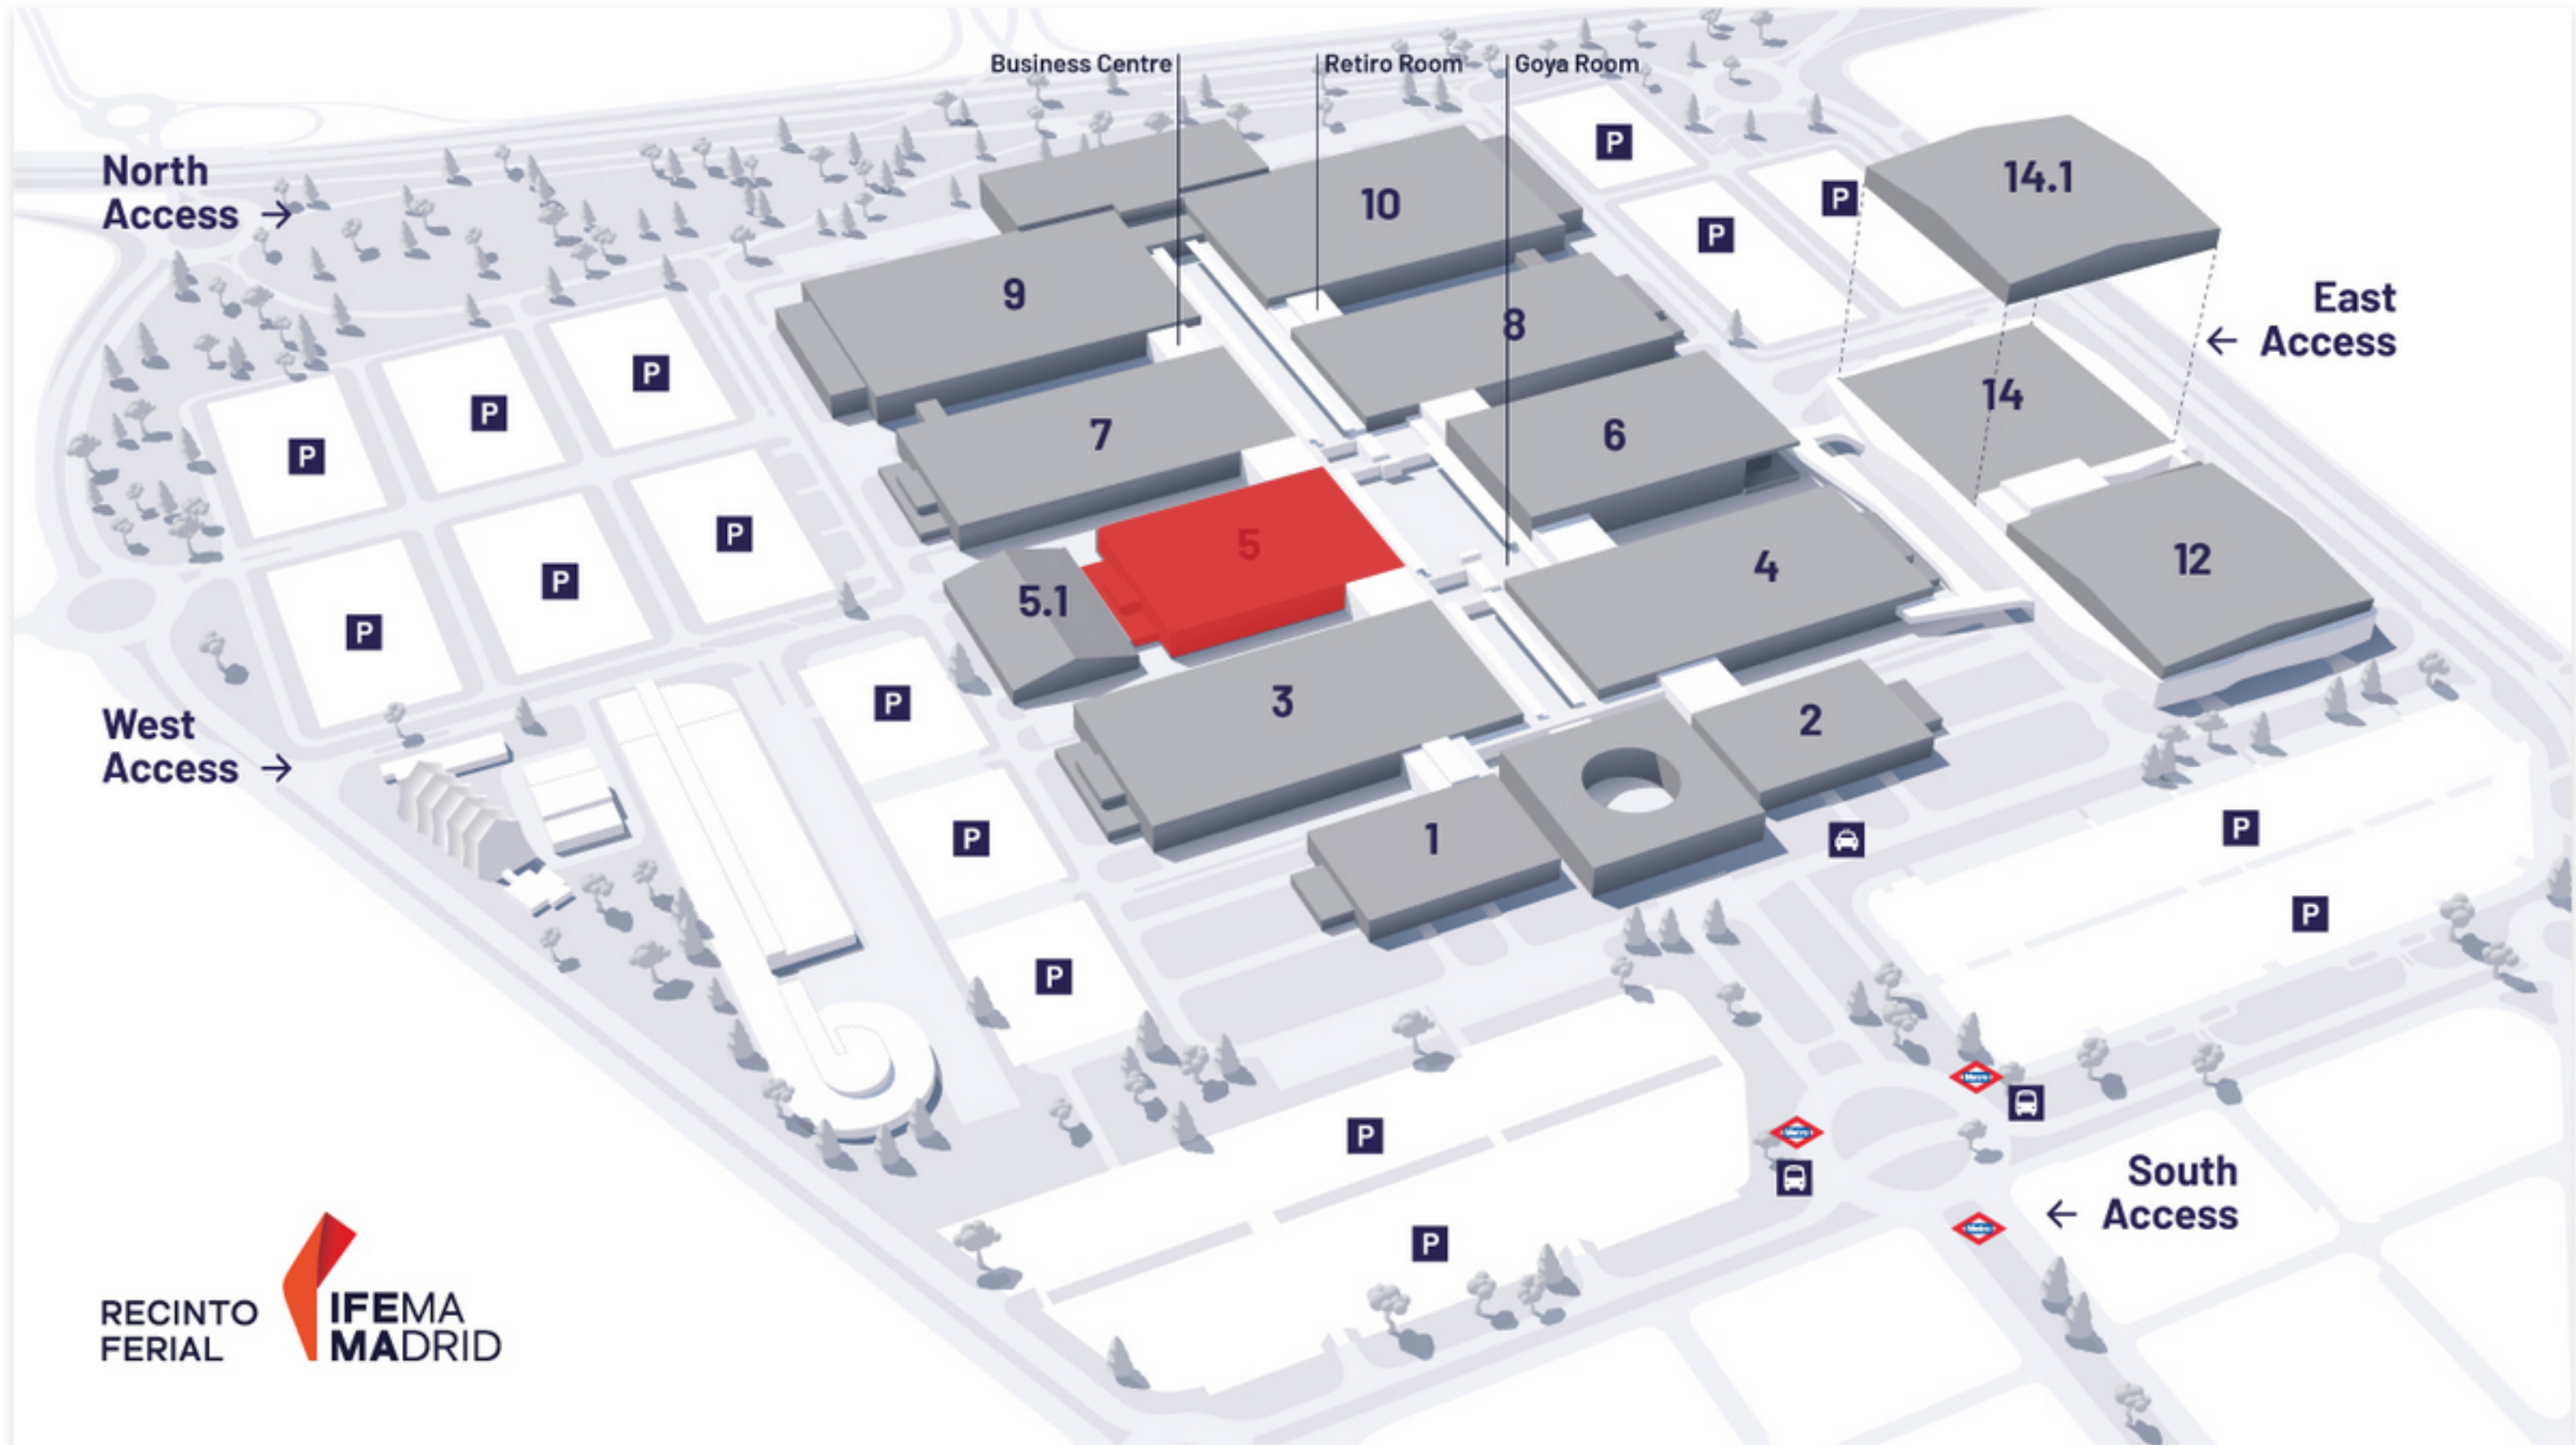 Business Centre
Retiro Room
Goya Room
North
Access →
P
P
P
14.1
10
9
8
East
← Access
14
7
6
P
P
P
5
4
12
5.1
P
P
P
3
2
P
West
Access →
1
P
P
P
P
P
P
South
← Access
RECINTO
FERIAL
IFEMA
MADRID